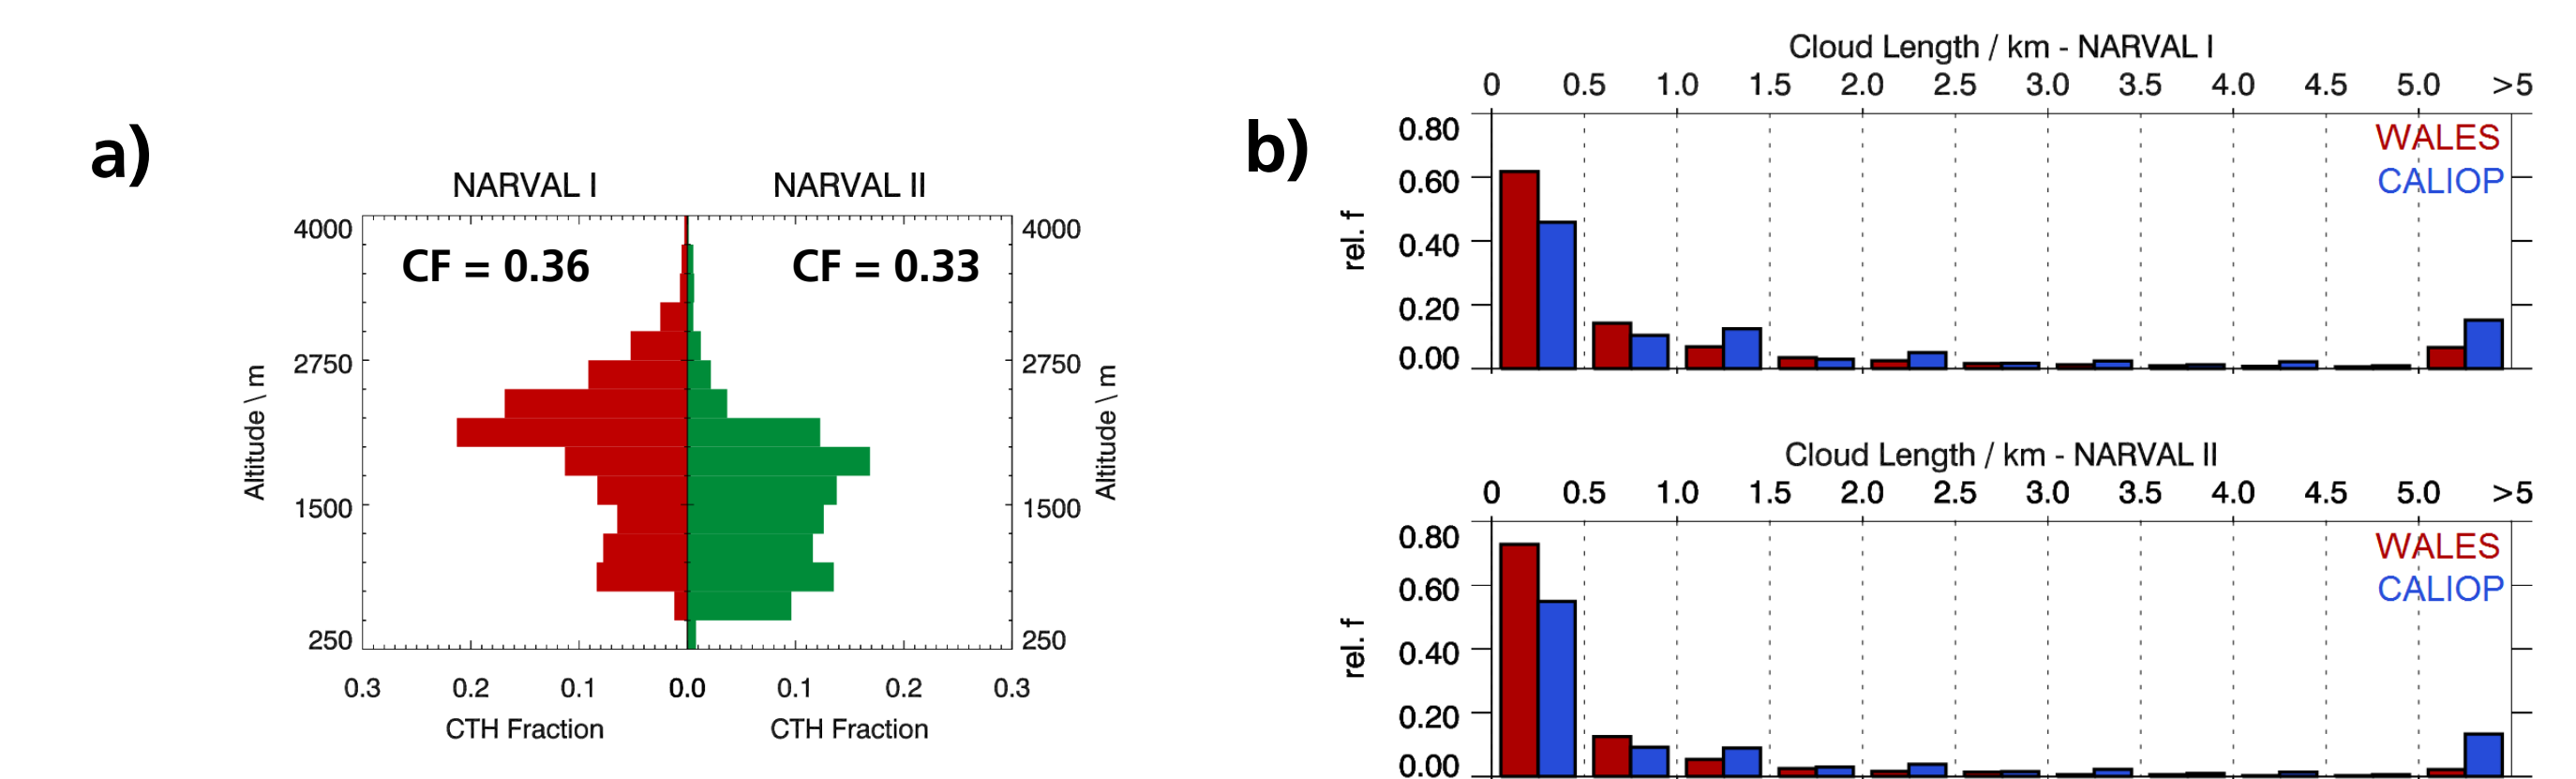 a)
NARVAL I NARVAL II
4000 4000
CF = 0.36 CF = 0.33
2750 2750
Altitude \ m Altitude \ m
1500 1500
250 250
0.3 0.2 0.1 0.0 0.1 0.2 0.3
CTH Fraction CTH Fraction
b)
Cloud Length / km - NARVAL I
0 0.5 1.0 1.5 2.0 2.5 3.0 3.5 4.0 4.5 5.0 >5
0.80
WALES
0.60
CALIOP
rel. f
0.40
0.20
0.00
Cloud Length / km - NARVAL II
0 0.5 1.0 1.5 2.0 2.5 3.0 3.5 4.0 4.5 5.0 >5
0.80
WALES
0.60
CALIOP
rel. f
0.40
0.20
0.00